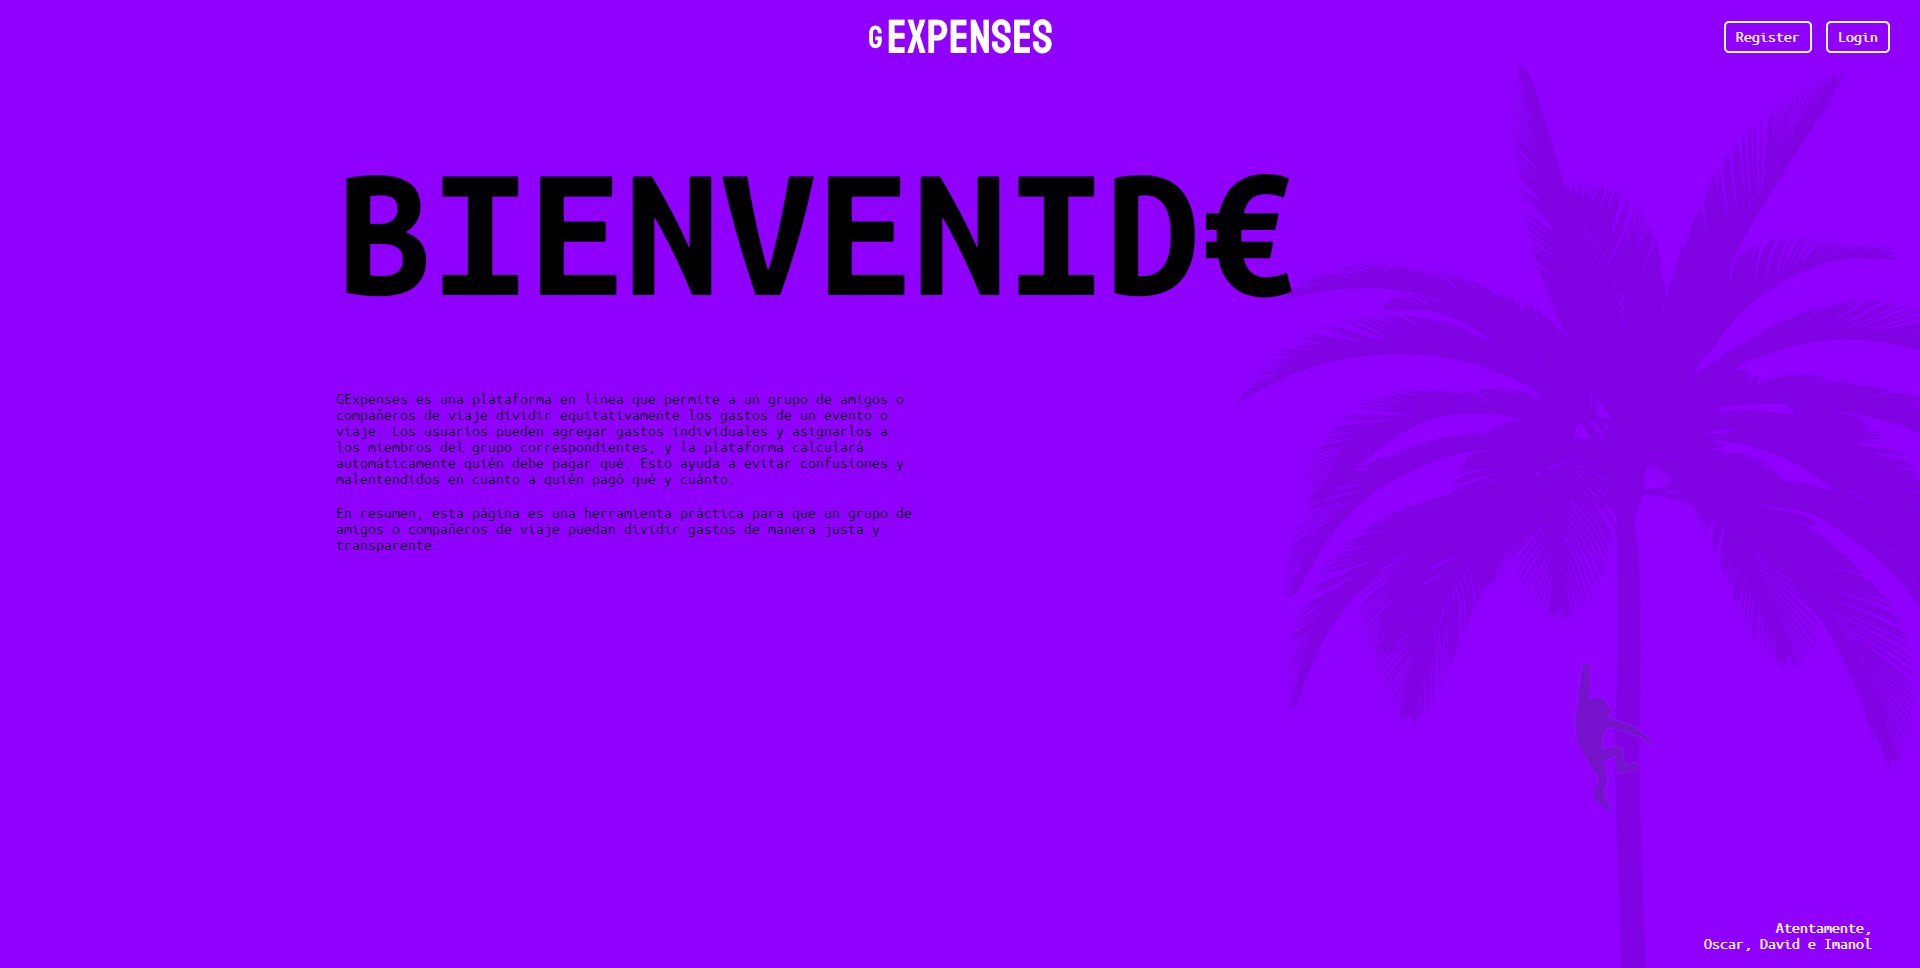 G EXPENSES
Register
Login
BIENVENID€
GExpenses es una plataforma en línea que permite a un grupo de amigos o
compañeros de viaje dividir equitativamente los gastos de un evento o
viaje. Los usuarios pueden agregar gastos individuales y asignarlos a
los miembros del grupo correspondientes, y la plataforma calculará
automáticamente quién debe pagar qué. Esto ayuda a evitar confusiones y
malentendidos en cuanto a quién pagó qué y cuánto.
En resumen, esta página es una herramienta práctica para que un grupo de
amigos o compañeros de viaje puedan dividir gastos de manera justa y
transparente.
Atentamente,
Oscar, David e Imanol